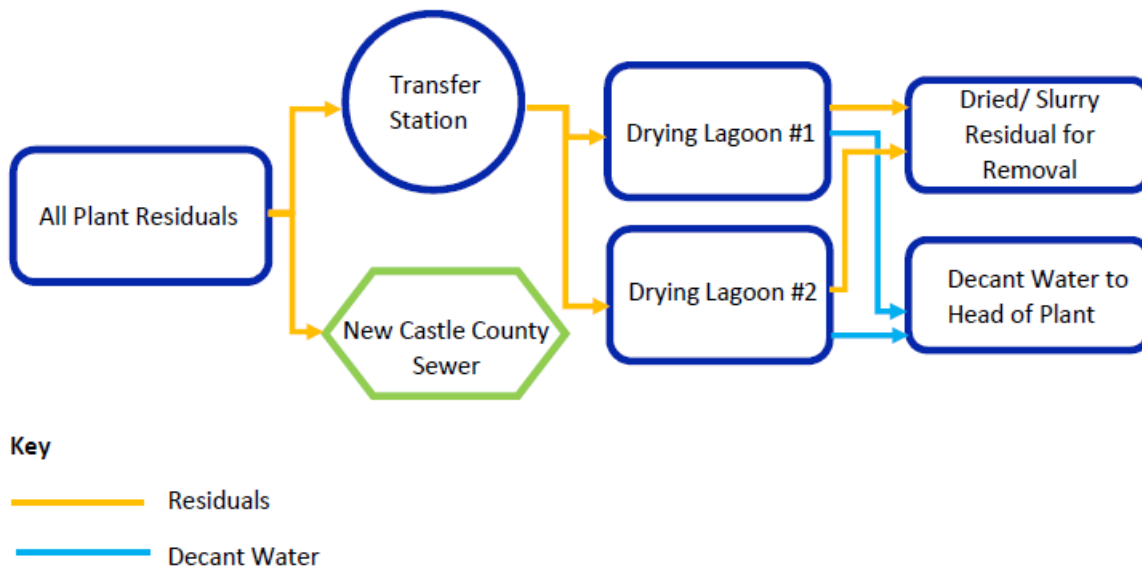 All Plant Residuals
Transfer
Station
New Castle County
Sewer
Drying Lagoon #1
Drying Lagoon #2
Dried/ Slurry
Residual for
Removal
Decant Water to
Head of Plant
Key
Residuals
Decant Water